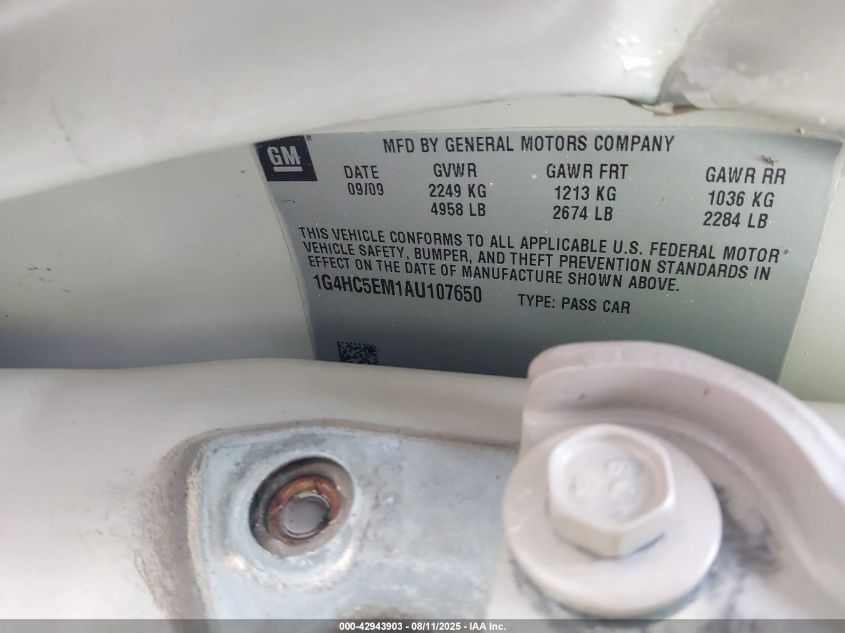 GM
MFD BY GENERAL MOTORS COMPANY
DATE GVWR GAWR FRT GAWR RR
09/09 2249 KG 1213 KG 1036 KG
4958 LB 2674 LB 2284 LB
THIS VEHICLE CONFORMS TO ALL APPLICABLE U.S. FEDERAL MOTOR
VEHICLE SAFETY, BUMPER, AND THEFT PREVENTION STANDARDS IN
EFFECT ON THE DATE OF MANUFACTURE SHOWN ABOVE.
1G4HC5EM1AU107650 TYPE: PASS CAR
000-42943903 - 08/11/2025 - IAA Inc.